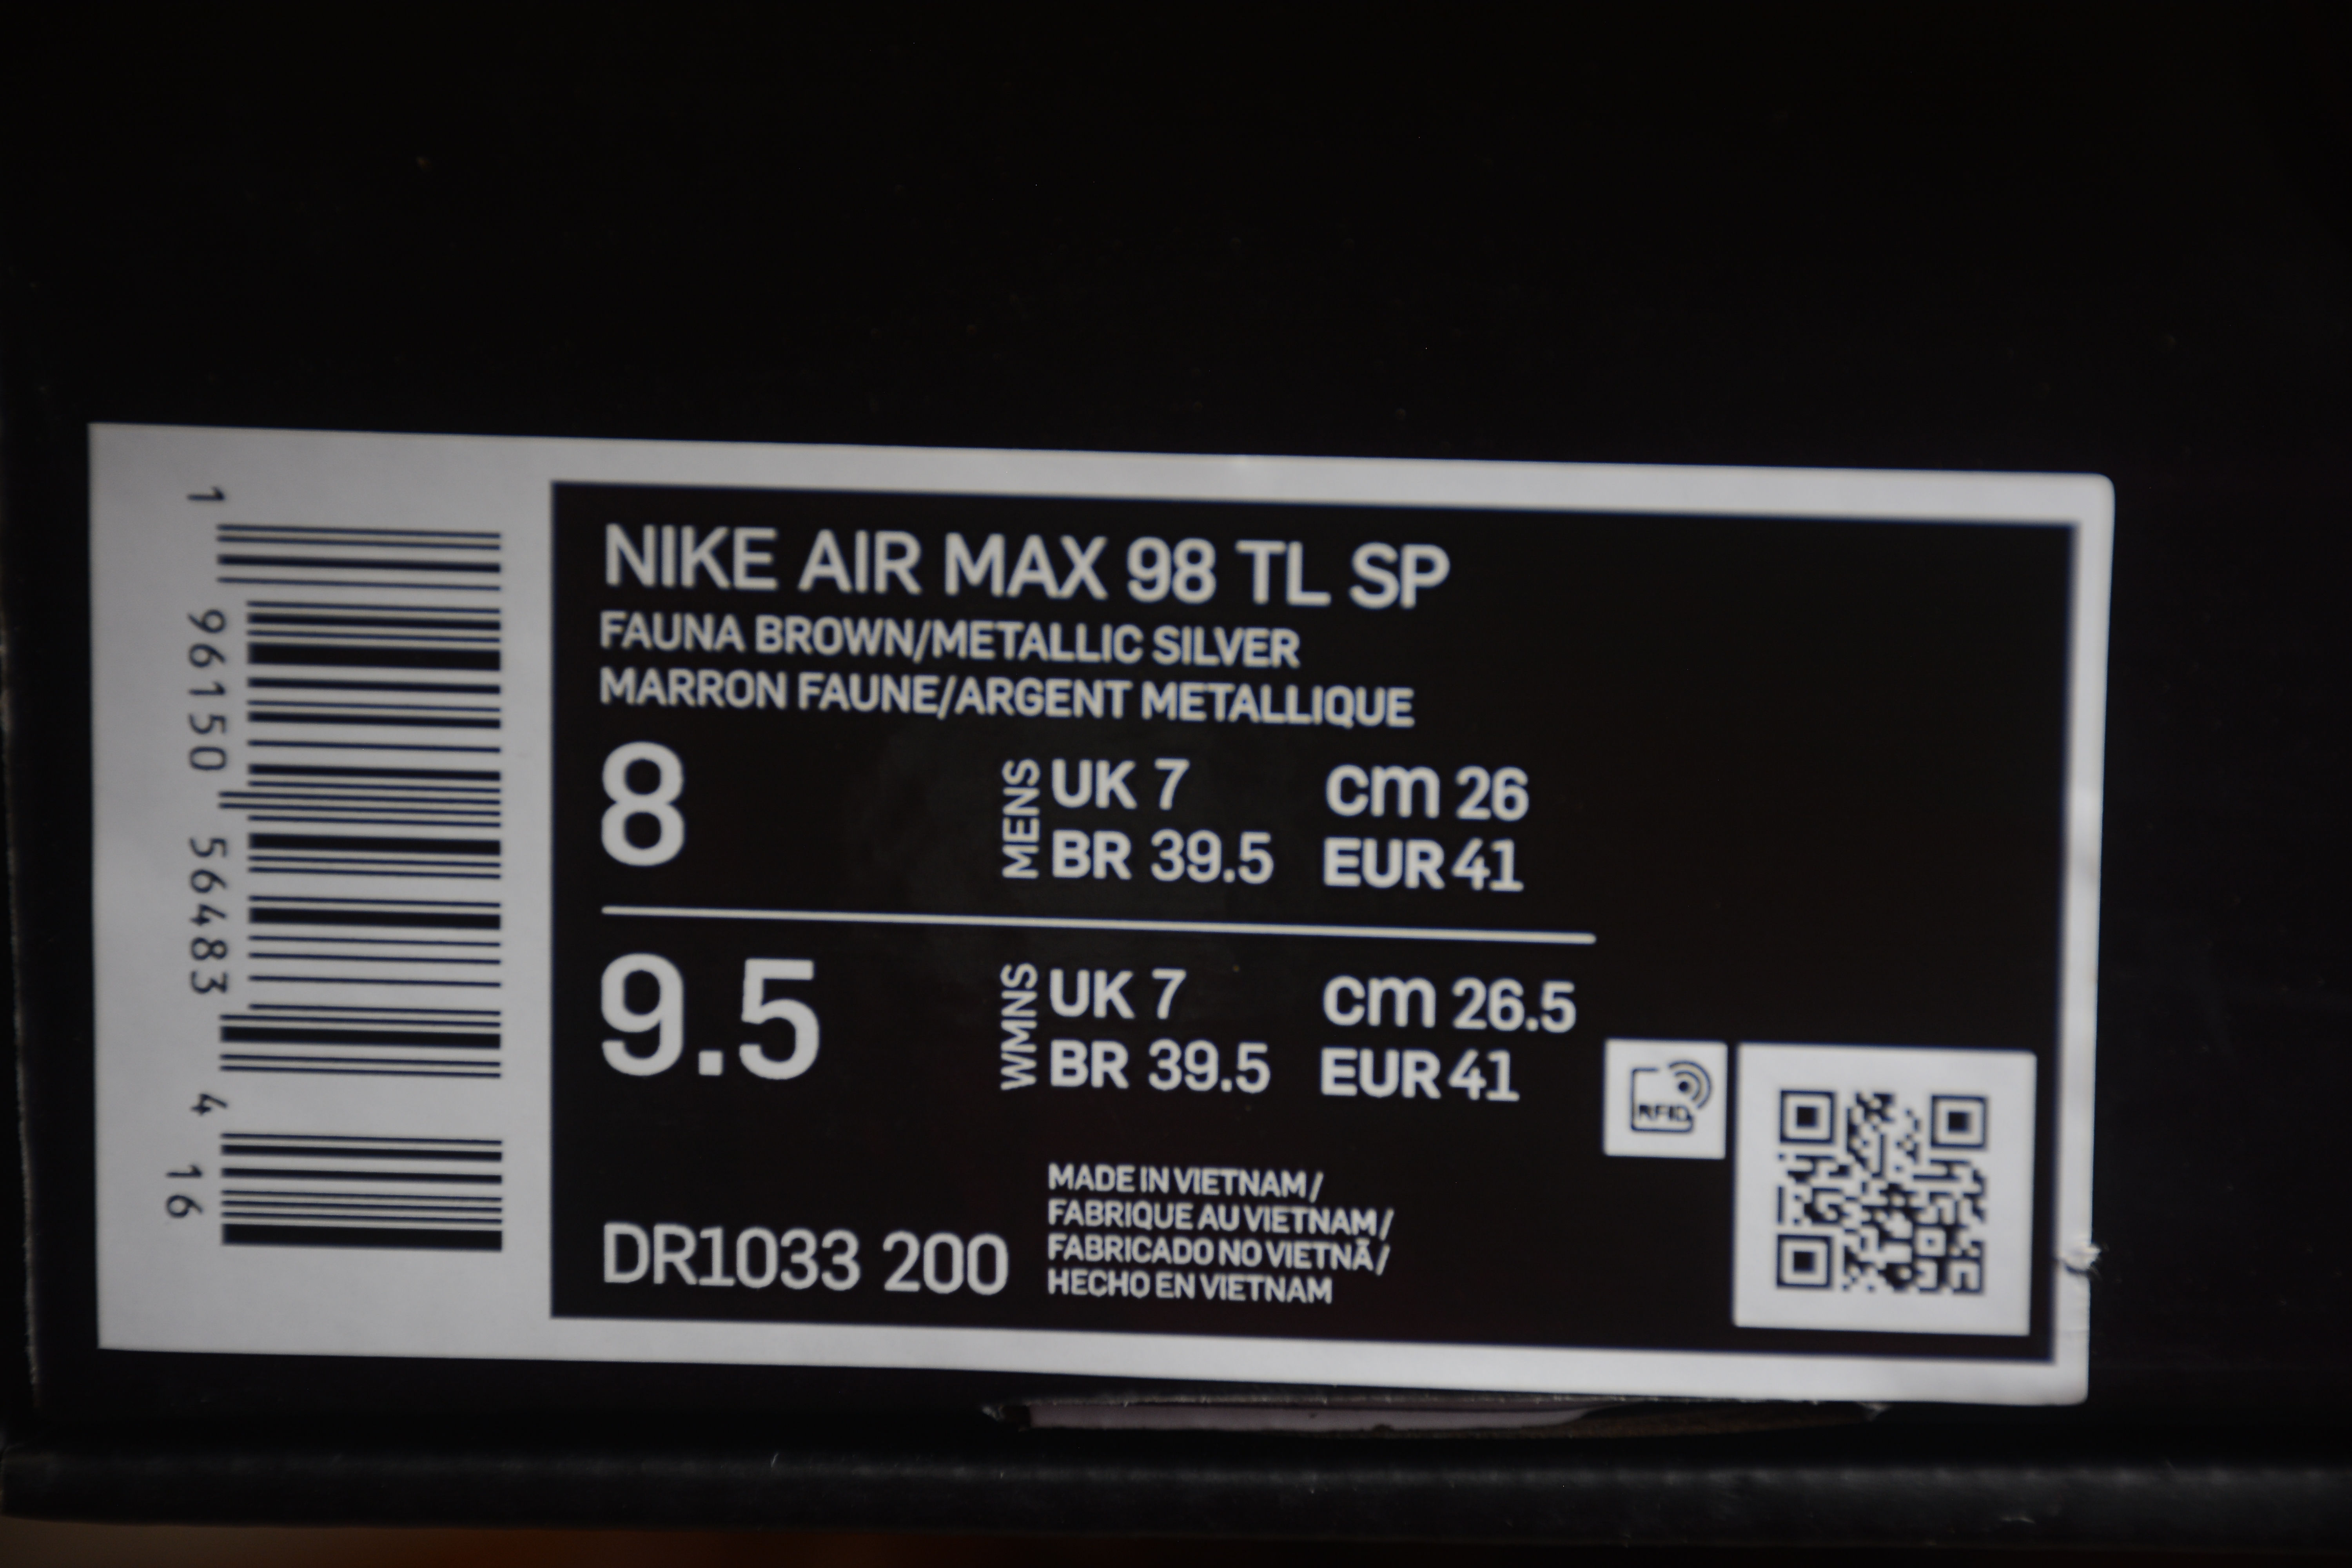 1 96150 56483 4 16
NIKE AIR MAX 98 TL SP
FAUNA BROWN/METALLIC SILVER
MARRON FAUNE/ARGENT METALLIQUE
8 MENS UK 7 cm 26
BR 39.5 EUR 41
9.5 WMNS UK 7 cm 26.5
BR 39.5 EUR 41
RFID
MADE IN VIETNAM/
FABRIQUE AU VIETNAM/
FABRICADO NO VIETNÃ/
HECHO EN VIETNAM
DR1033 200